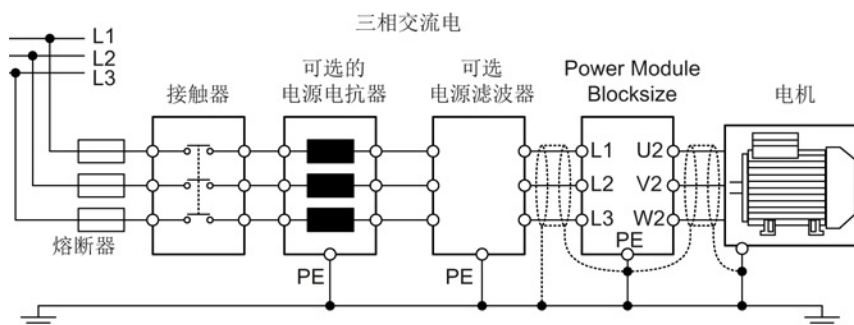 三相交流电
L1
L2
L3
接触器
可选的
电源电抗器
可选
电源滤波器
Power Module
Blocksize
电机
L1 U2
L2 V2
L3 W2
PE
熔断器
PE
PE